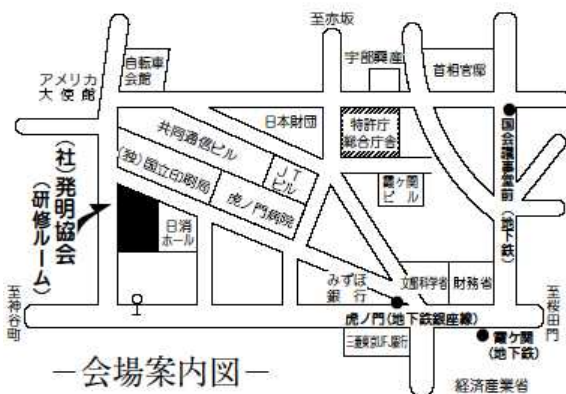 至赤坂
自転車
会館
宇部興産
首相官邸
アメリカ
大使館
共同通信ビル
日本財団
特許庁
総合庁舎
国会議事堂前(地下鉄)
(独)国立印刷局
JT
ビル
霞ヶ関
ビル
(社)発明協会
(研修ルーム)
虎ノ門病院
日消
ホール
みずほ
銀行
文部科学省
財務省
至神谷町
至桜田門
虎ノ門(地下鉄銀座線)
霞ヶ関
(地下鉄)
三菱東京UFJ銀行
－会場案内図－
経済産業省